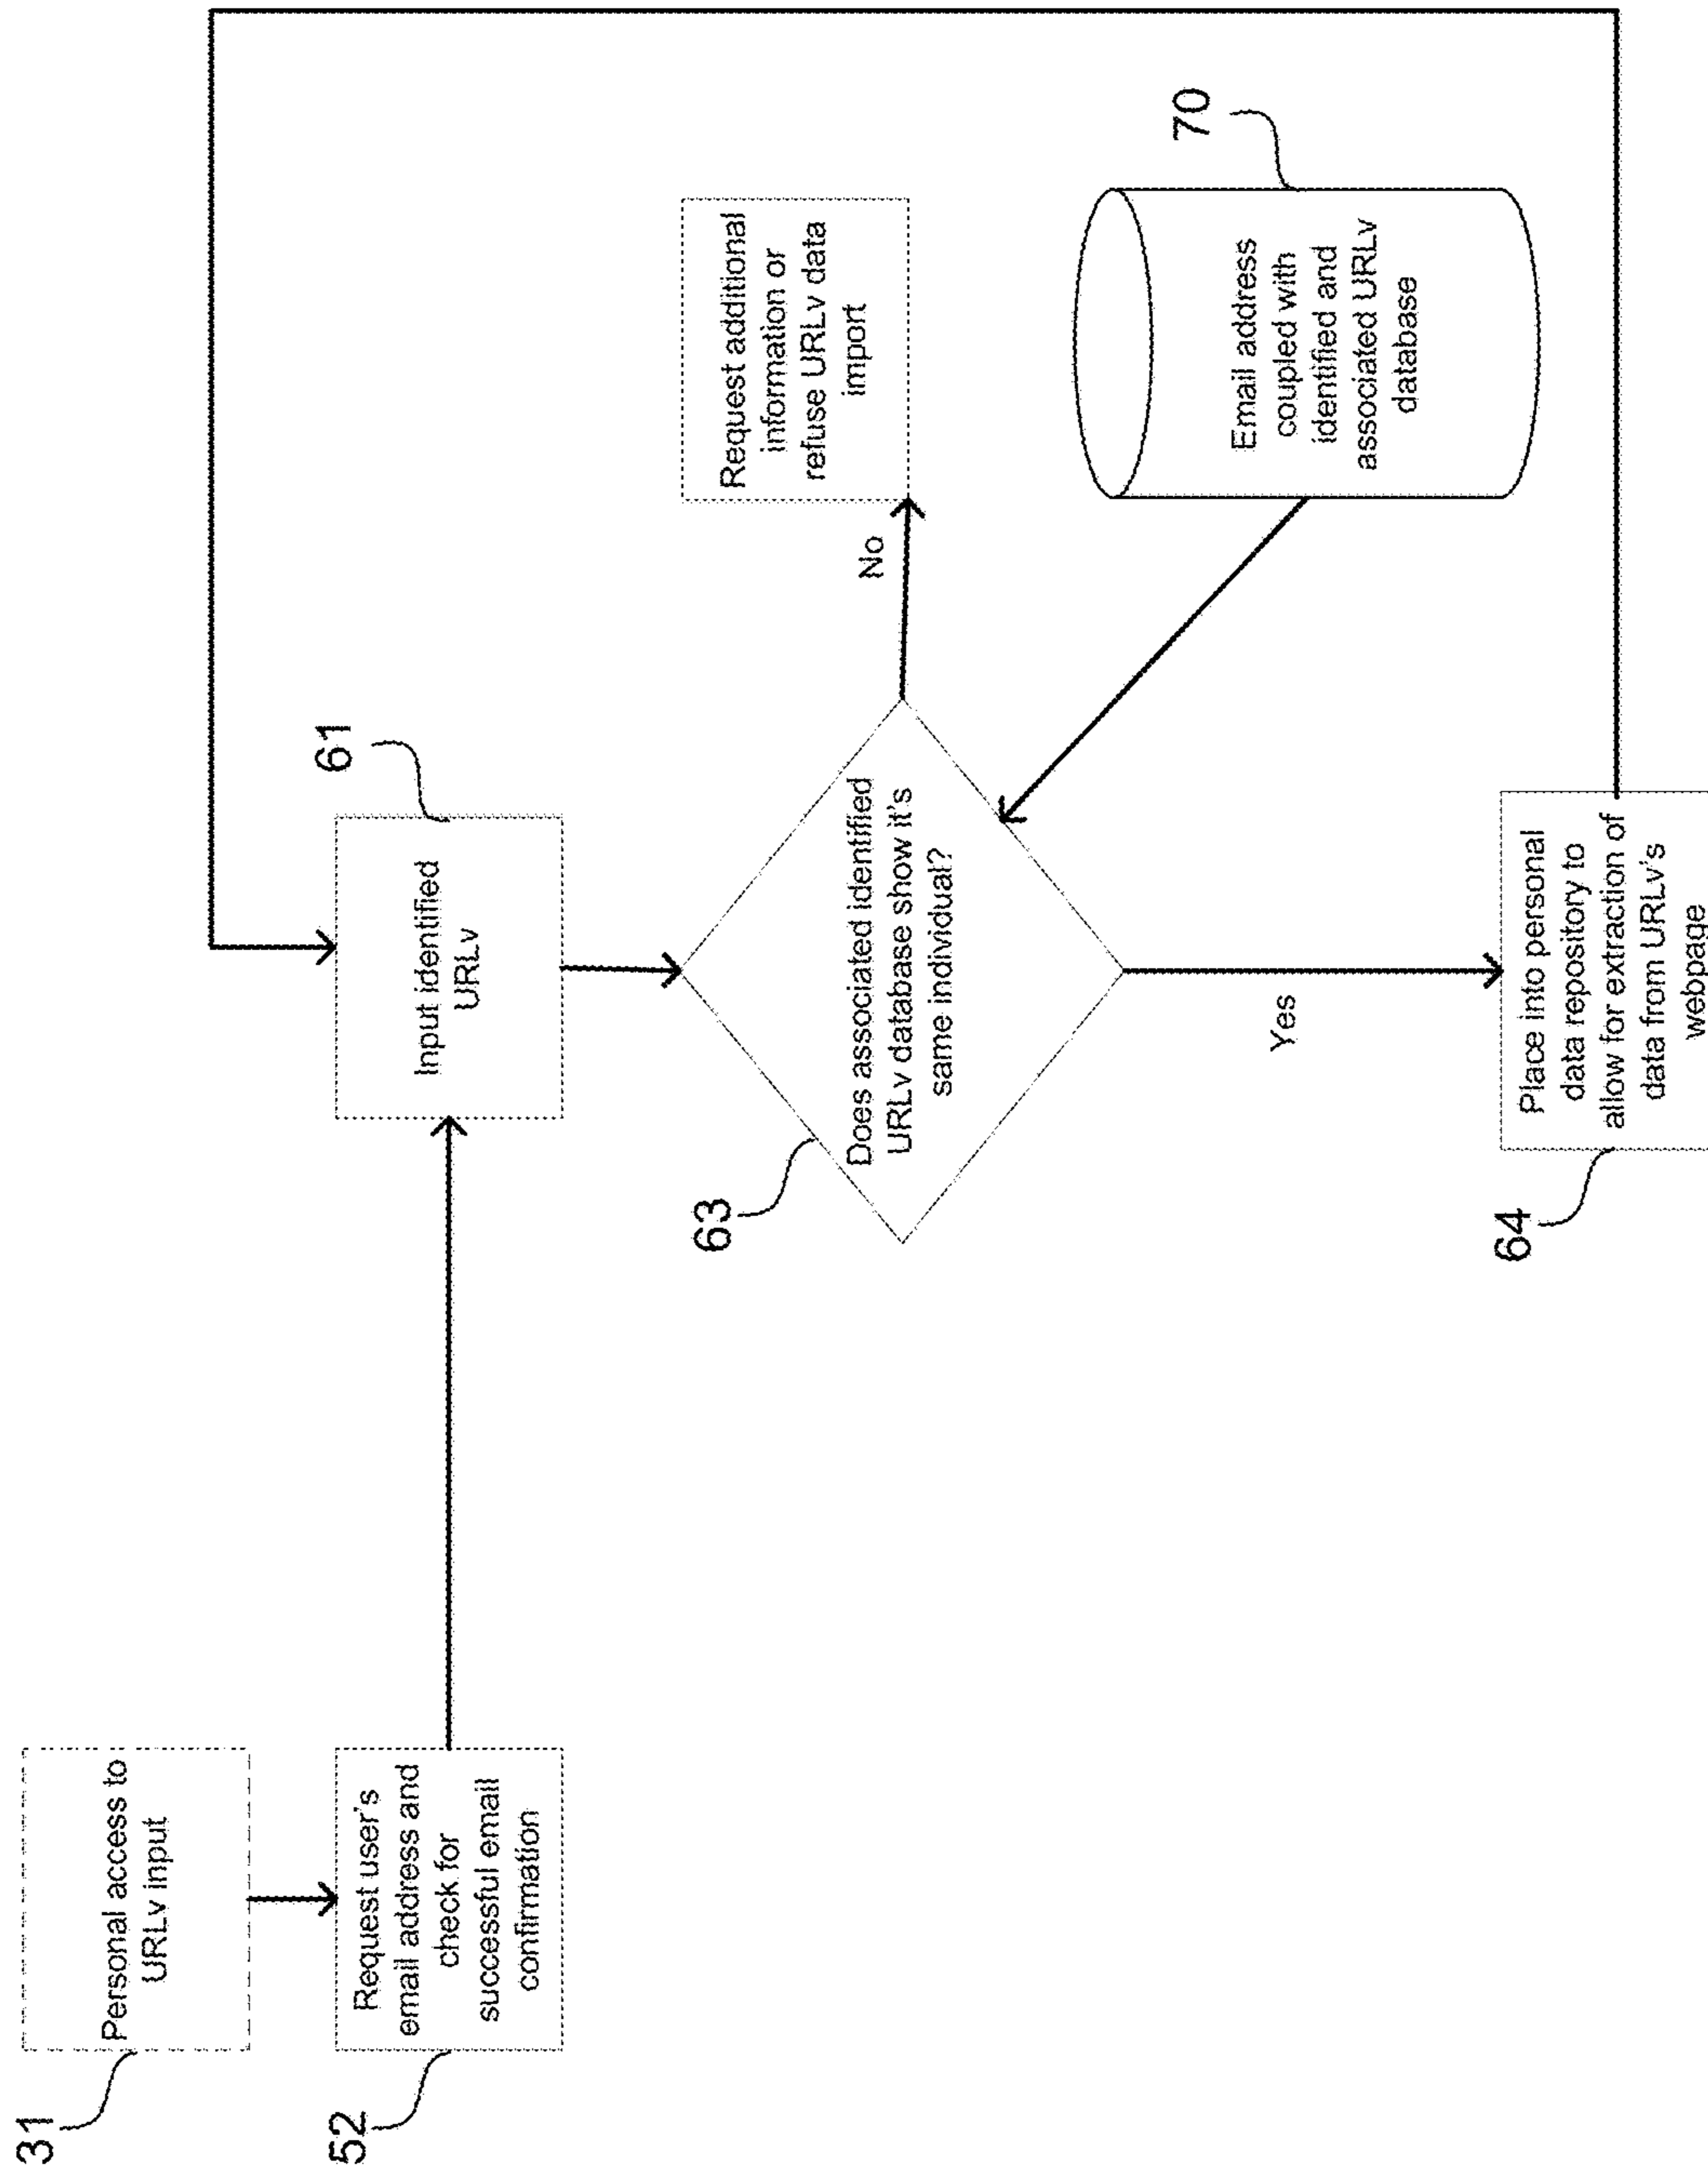 31
Personal access to
URLv input
52
Request user's
email address and
check for
successful email
confirmation
61
Input identified
URLv
63
Does associated identified
URLv database show it's
same individual?
No
Request additional
information or
refuse URLv data
import
70
Email address
coupled with
identified and
associated URLv
database
Yes
64
Place into personal
data repository to
allow for extraction of
data from URLv's
webpage